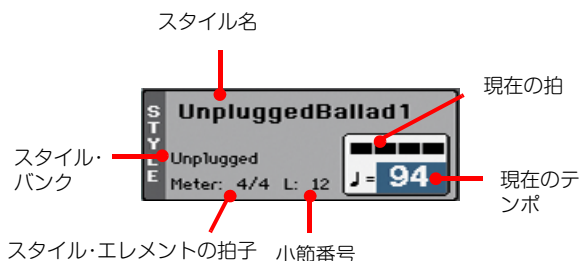 スタイル名
現在の拍
STYLE
UnpluggedBallad1
スタイル・
バンク
Unplugged
Meter: 4/4 L: 12
♩= 94
現在のテ
ンポ
スタイル・エレメントの拍子
小節番号